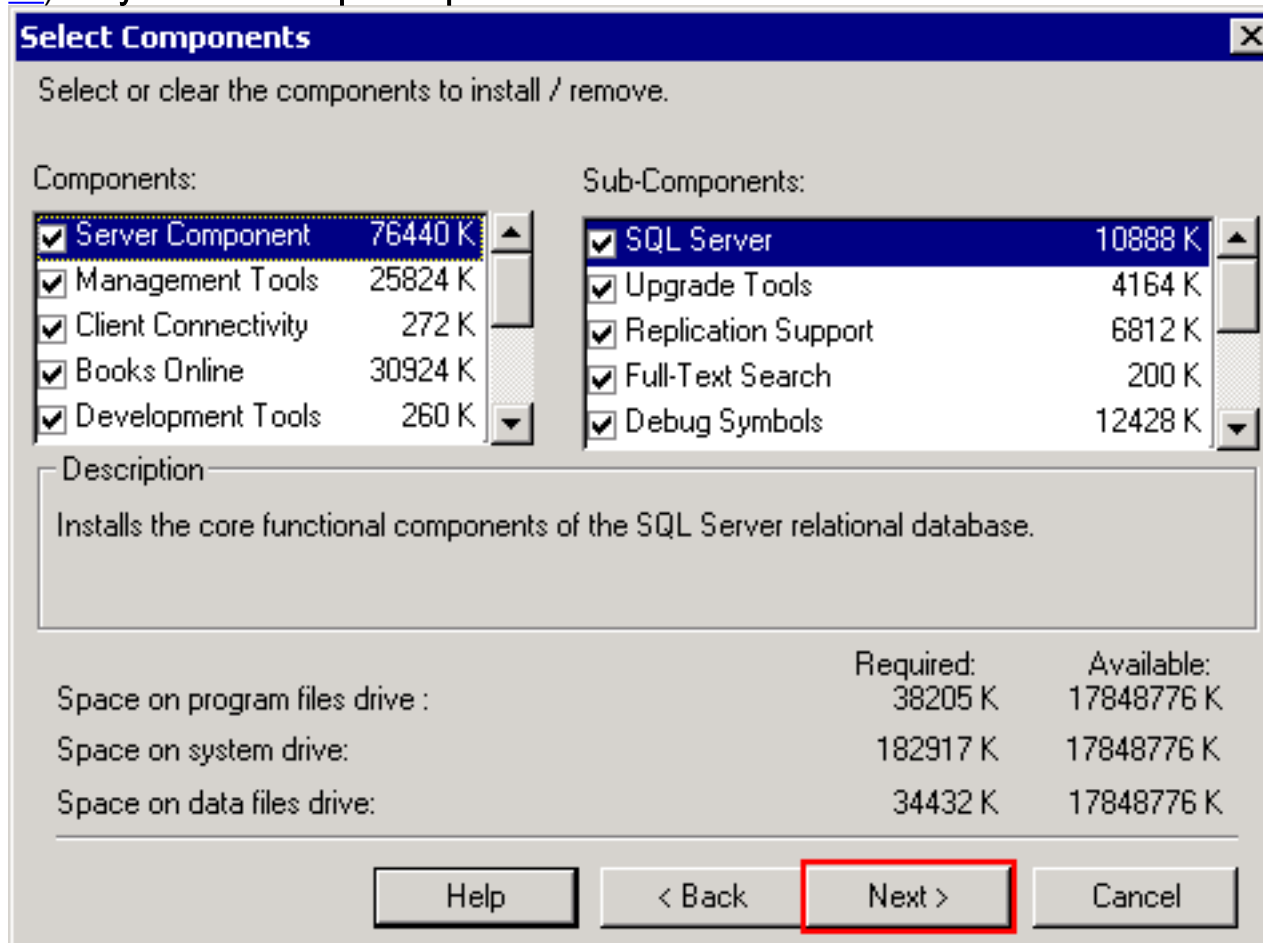 Select Components
Select or clear the components to install / remove.
Components:
Server Component 76440 K
Management Tools 25824 K
Client Connectivity 272 K
Books Online 30924 K
Development Tools 260 K
Sub-Components:
SQL Server 10888 K
Upgrade Tools 4164 K
Replication Support 6812 K
Full-Text Search 200 K
Debug Symbols 12428 K
Description
Installs the core functional components of the SQL Server relational database.
Required: Available:
Space on program files drive : 38205 K 17848776 K
Space on system drive: 182917 K 17848776 K
Space on data files drive: 34432 K 17848776 K
Help < Back Next > Cancel